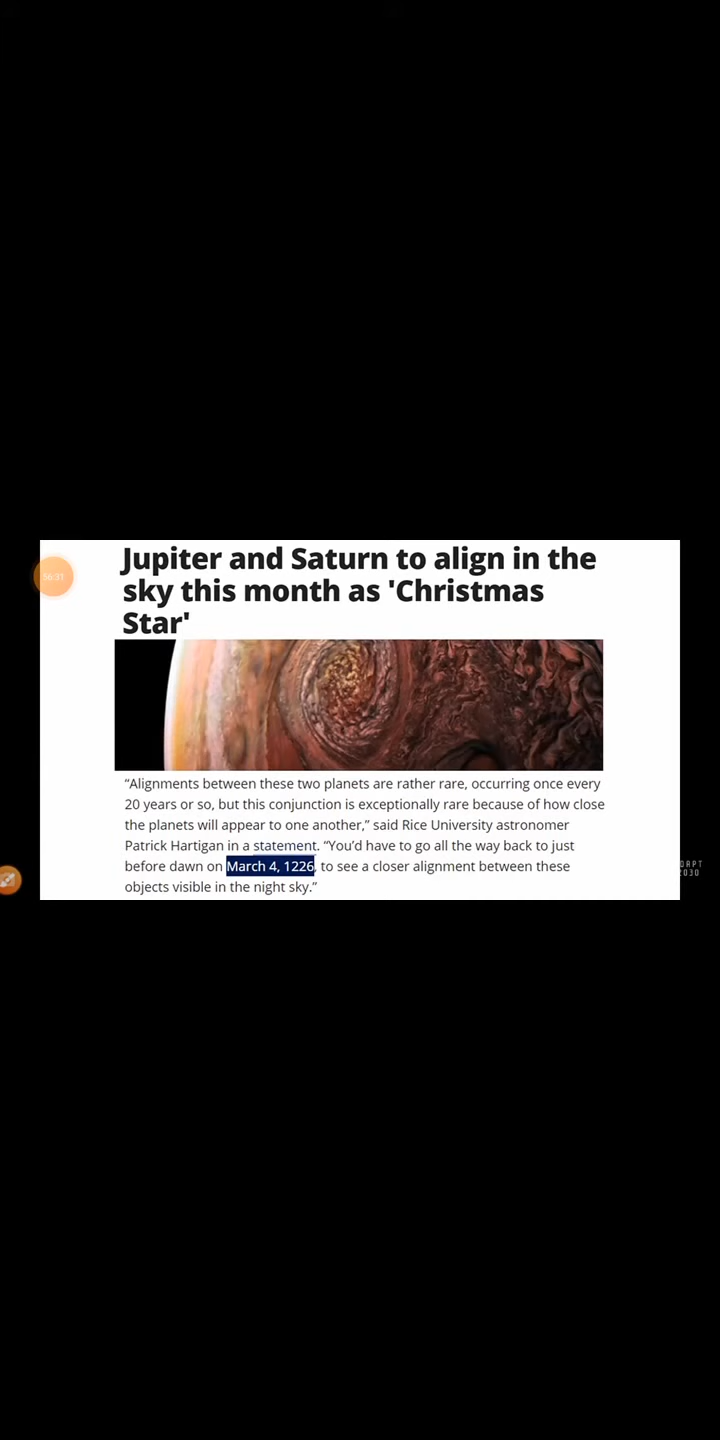 Jupiter and Saturn to align in the
sky this month as 'Christmas
Star'
56:31
“Alignments between these two planets are rather rare, occurring once every
20 years or so, but this conjunction is exceptionally rare because of how close
the planets will appear to one another,” said Rice University astronomer
Patrick Hartigan in a statement. “You’d have to go all the way back to just
before dawn on March 4, 1226, to see a closer alignment between these
objects visible in the night sky.”
2030